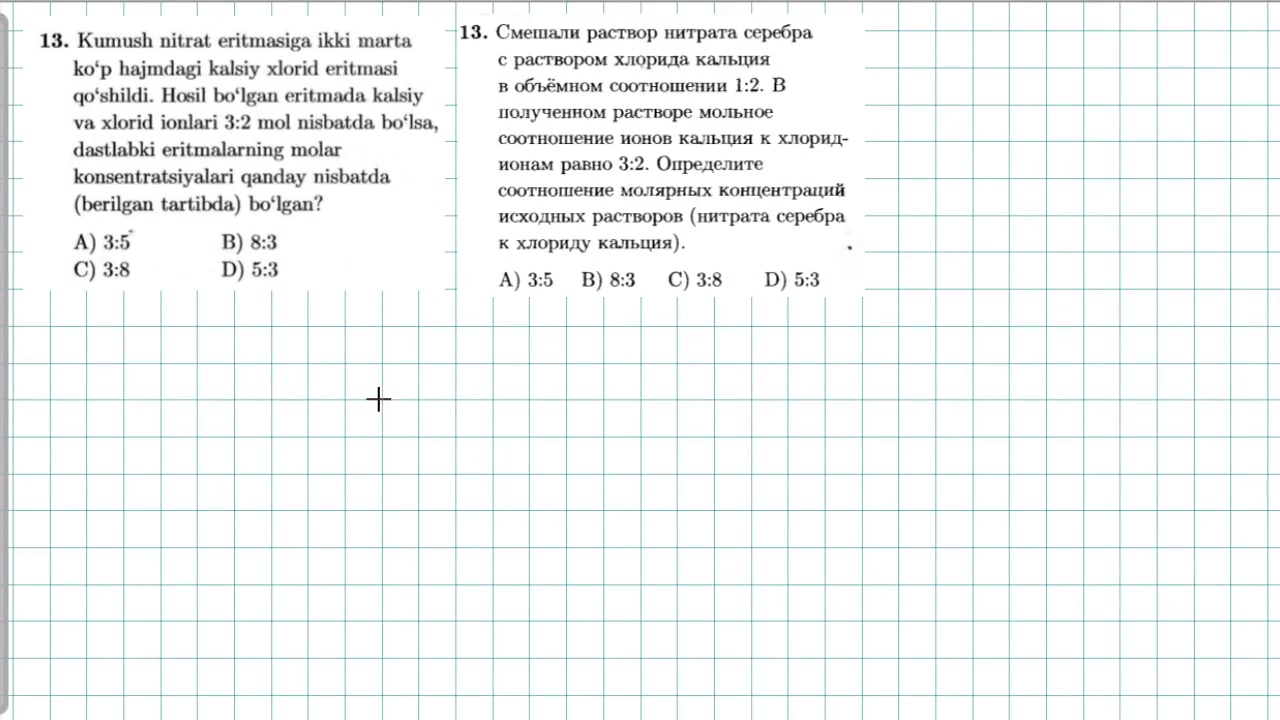 13. Kumush nitrat eritmasiga ikki marta
ko‘p hajmdagi kalsiy xlorid eritmasi
qo‘shildi. Hosil bo‘lgan eritmada kalsiy
va xlorid ionlari 3:2 mol nisbatda bo‘lsa,
dastlabki eritmalarning molar
konsentratsiyalari qanday nisbatda
(berilgan tartibda) bo‘lgan?
A) 3:5 B) 8:3
C) 3:8 D) 5:3
13. Смешали раствор нитрата серебра
с раствором хлорида кальция
в объёмном соотношении 1:2. В
полученном растворе мольное
соотношение ионов кальция к хлорид-
ионам равно 3:2. Определите
соотношение молярных концентраций
исходных растворов (нитрата серебра
к хлориду кальция).
A) 3:5 B) 8:3 C) 3:8 D) 5:3